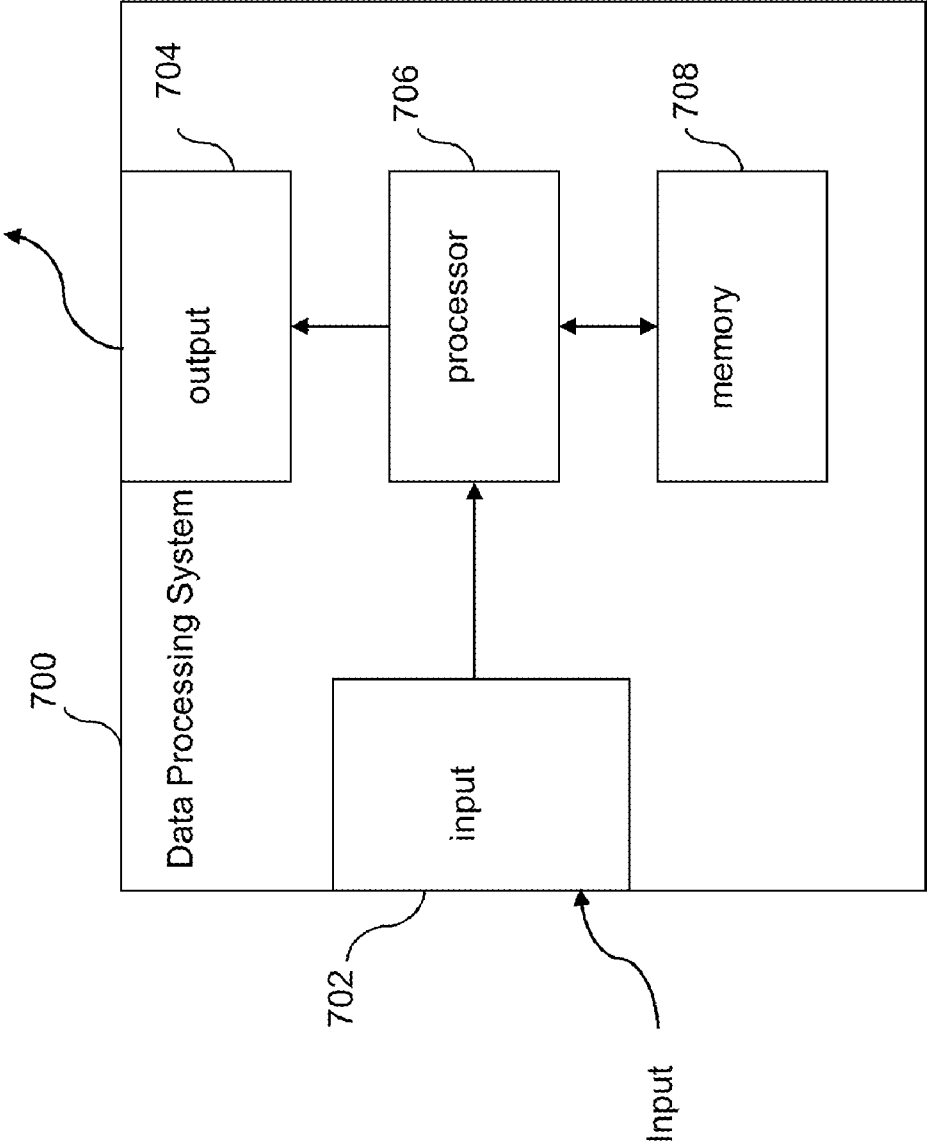 700
Data Processing System
704
output
706
processor
708
memory
input
702
Input